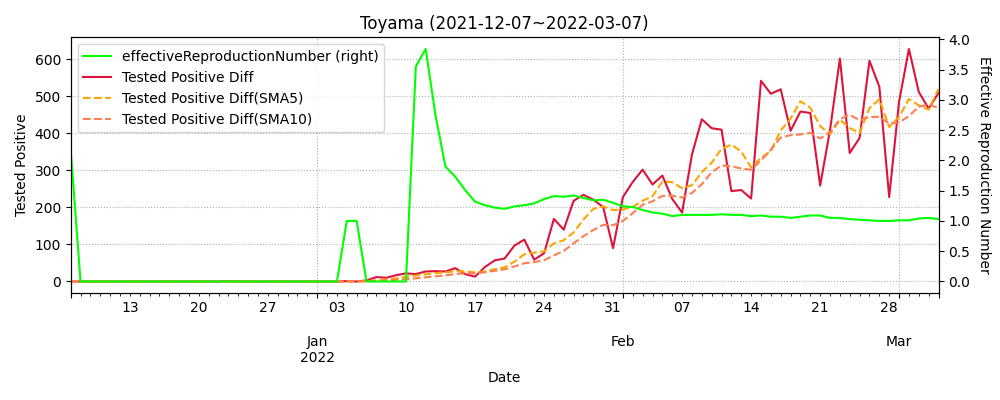 Toyama (2021-12-07~2022-03-07)
effectiveReproductionNumber (right)
Tested Positive Diff
Tested Positive Diff(SMA5)
Tested Positive Diff(SMA10)
Tested Positive
600
500
400
300
200
100
0
4.0
3.5
3.0
2.5
2.0
1.5
1.0
0.5
0.0
Effective Reproduction Number
13 20 27 03 10 17 24 31 07 14 21 28
Jan Feb Mar
2022
Date